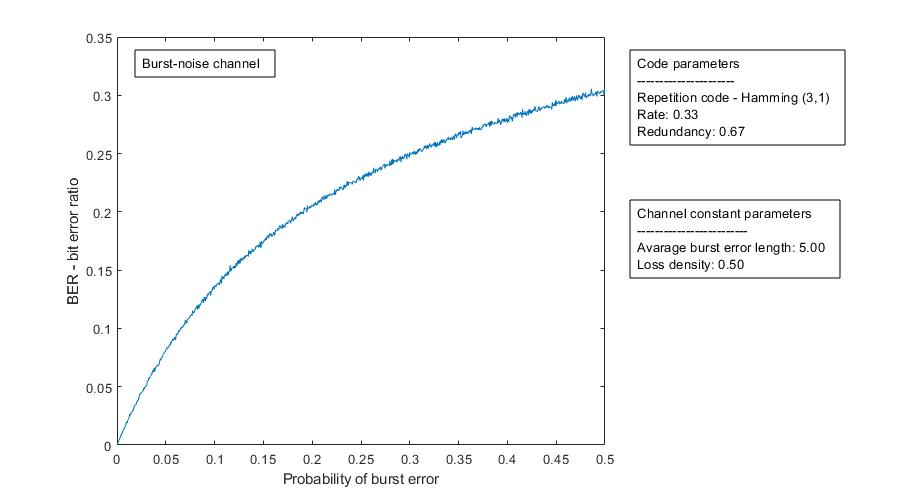 Burst-noise channel
0.35
0.3
0.25
0.2
0.15
0.1
0.05
0
BER - bit error ratio
0 0.05 0.1 0.15 0.2 0.25 0.3 0.35 0.4 0.45 0.5
Probability of burst error
Code parameters
----------------------
Repetition code - Hamming (3,1)
Rate: 0.33
Redundancy: 0.67
Channel constant parameters
-------------------------
Avarage burst error length: 5.00
Loss density: 0.50